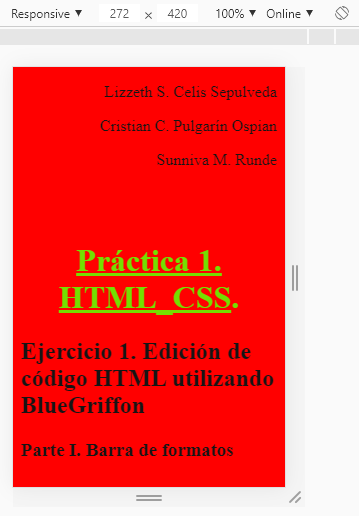 Responsive ▼ 272 × 420 100% ▼ Online ▼
Lizzeth S. Celis Sepulveda
Cristian C. Pulgarín Ospian
Sunniva M. Runde
Práctica 1.
HTML_CSS.
Ejercicio 1. Edición de
código HTML utilizando
BlueGriffon
Parte I. Barra de formatos